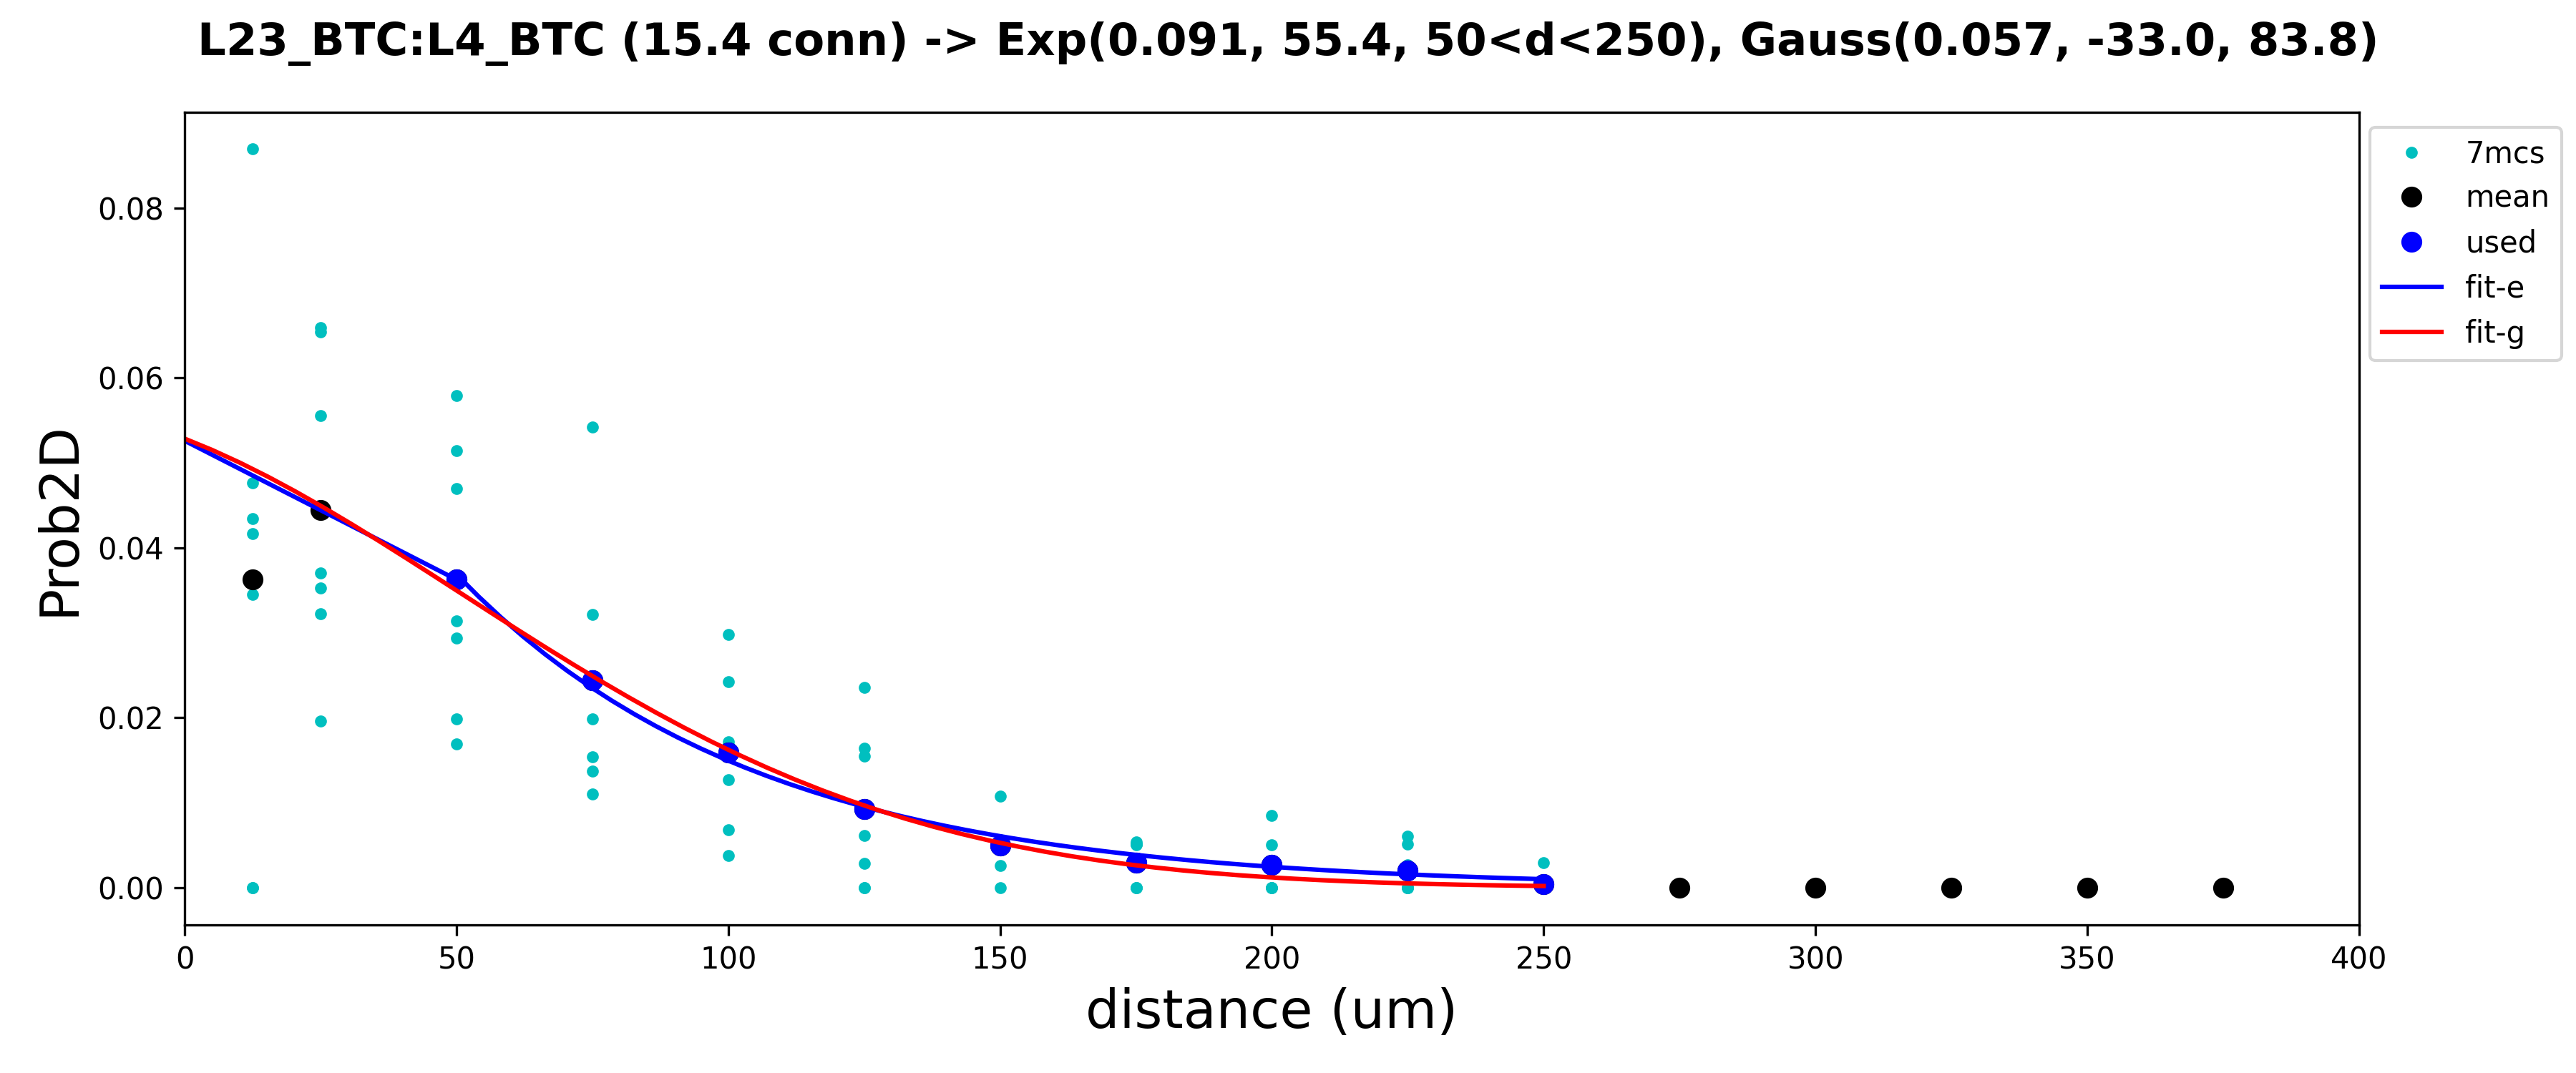 L23_BTC:L4_BTC (15.4 conn) -> Exp(0.091, 55.4, 50<d<250), Gauss(0.057, -33.0, 83.8)
7mcs
mean
used
fit-e
fit-g
Prob2D
0.08
0.06
0.04
0.02
0.00
0 50 100 150 200 250 300 350 400
distance (um)